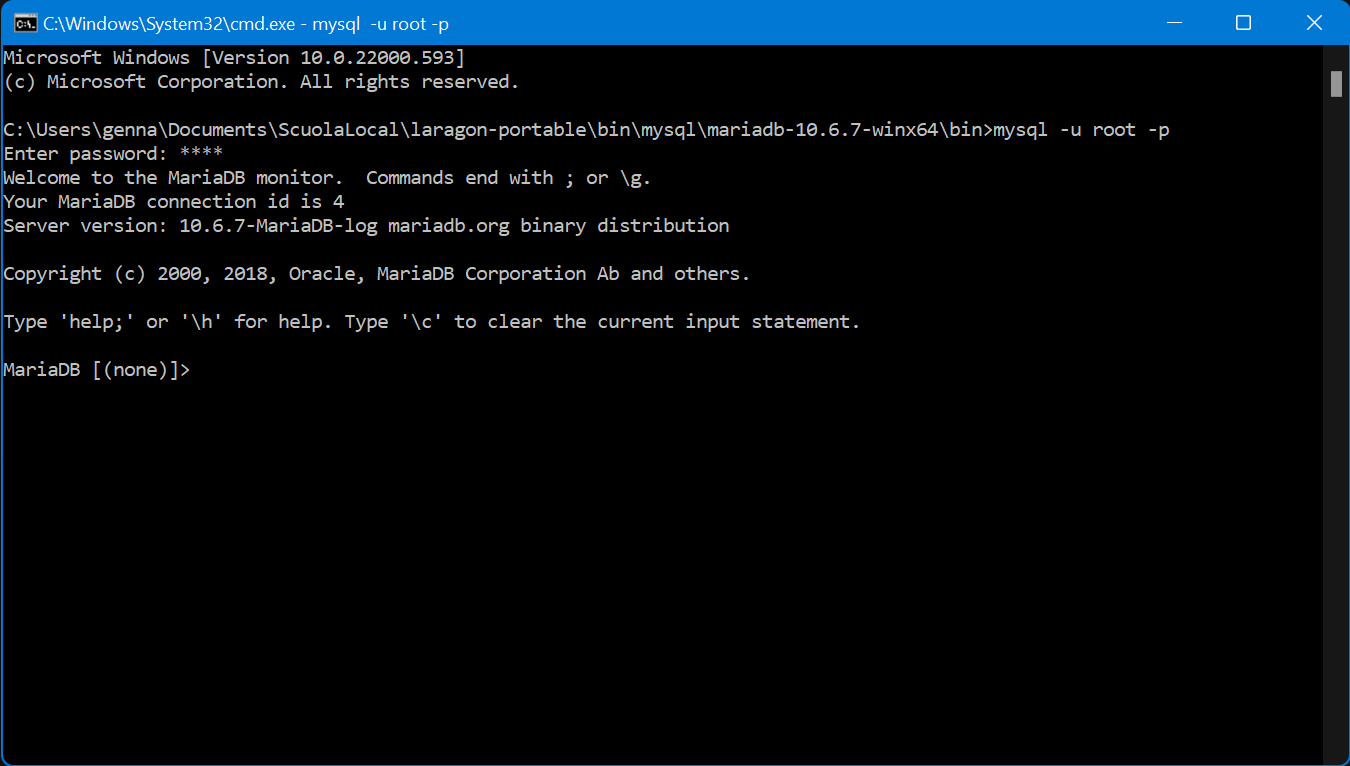 C:\Windows\System32\cmd.exe - mysql  -u root -p
Microsoft Windows [Version 10.0.22000.593]
(c) Microsoft Corporation. All rights reserved.
C:\Users\genna\Documents\ScuolaLocal\laragon-portable\bin\mysql\mariadb-10.6.7-winx64\bin>mysql -u root -p
Enter password: ****
Welcome to the MariaDB monitor.  Commands end with ; or \g.
Your MariaDB connection id is 4
Server version: 10.6.7-MariaDB-log mariadb.org binary distribution
Copyright (c) 2000, 2018, Oracle, MariaDB Corporation Ab and others.
Type 'help;' or '\h' for help. Type '\c' to clear the current input statement.
MariaDB [(none)]>